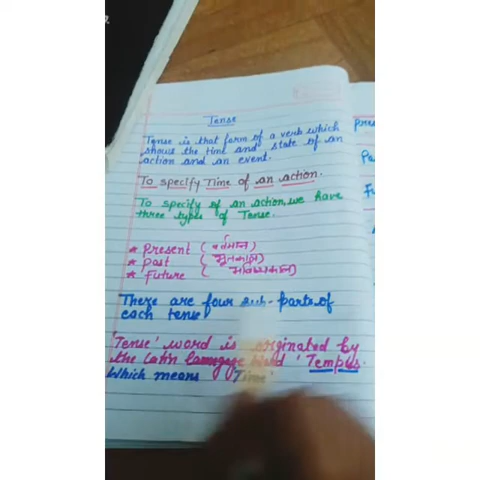 Tense
Tense is that form of a verb which
shows the time and state of an
action and an event.
To specify Time of an action.
To specify of an action, we have
three types of Tense.
* Present (वर्तमान)
* Past (भूतकाल)
* Future (भविष्यकाल)
There are four sub-parts of
each tense
'Tense' word is orginated by
the Latin Word 'Tempus.
Which means 'Time'
Pa